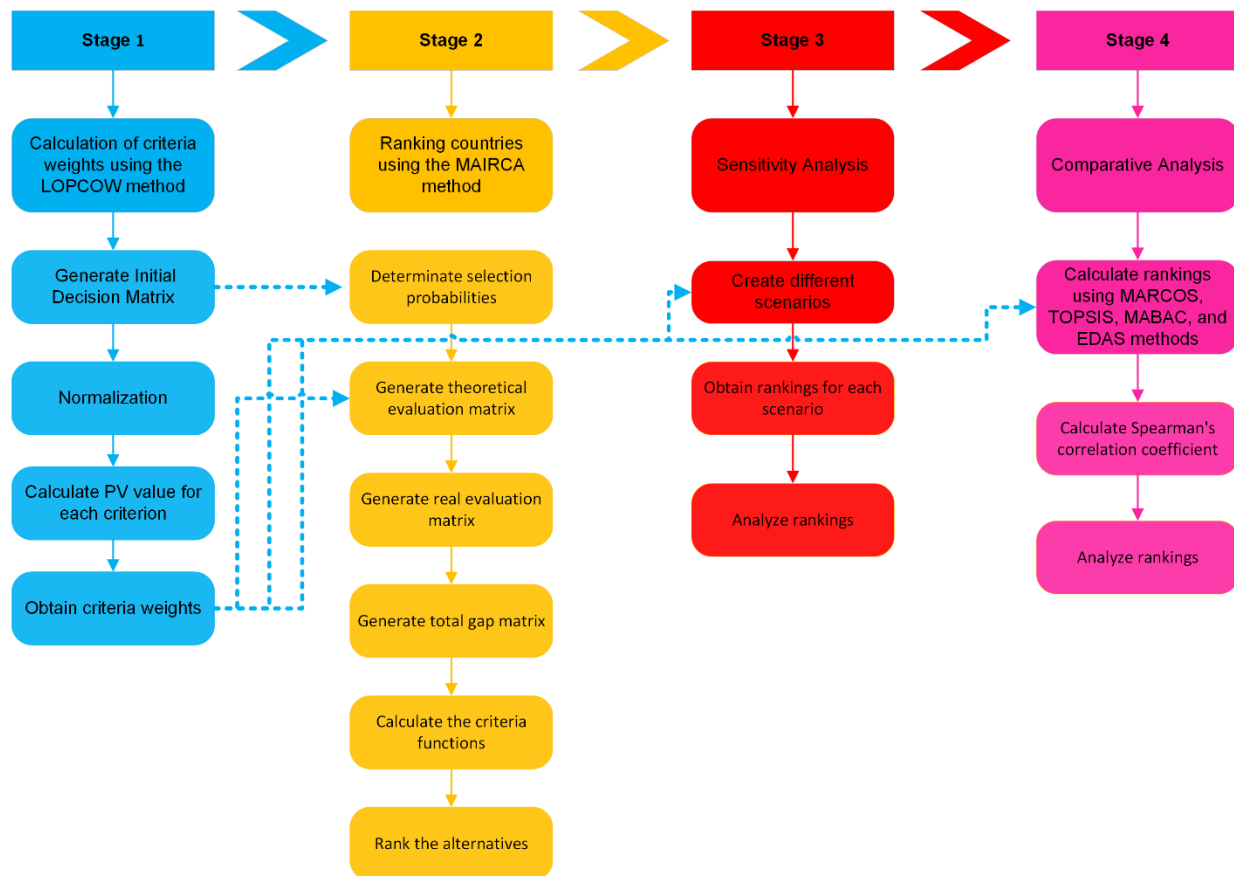 Stage 1
Stage 2
Stage 3
Stage 4
Calculation of criteria
weights using the
LOPCOW method
Generate Initial
Decision Matrix
Normalization
Calculate PV value for
each criterion
Obtain criteria weights
Ranking countries
using the MAIRCA
method
Determinate selection
probabilities
Generate theoretical
evaluation matrix
Generate real evaluation
matrix
Generate total gap matrix
Calculate the criteria
functions
Rank the alternatives
Sensitivity Analysis
Create different
scenarios
Obtain rankings for each
scenario
Analyze rankings
Comparative Analysis
Calculate rankings
using MARCOS,
TOPSIS, MABAC, and
EDAS methods
Calculate Spearman's
correlation coefficient
Analyze rankings